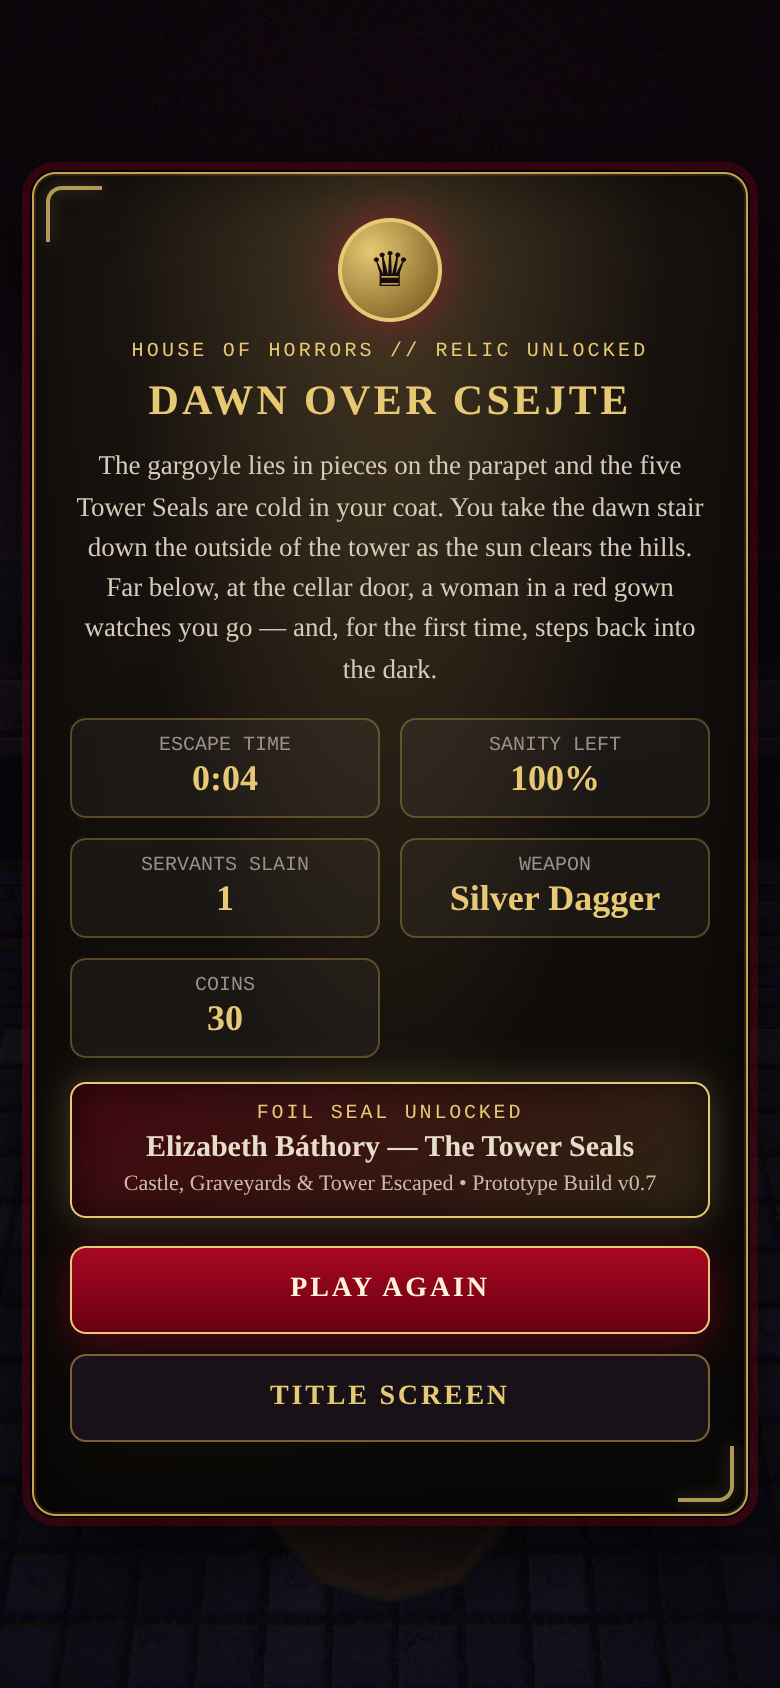 HOUSE OF HORRORS // RELIC UNLOCKED
DAWN OVER CSEJTE
The gargoyle lies in pieces on the parapet and the five
Tower Seals are cold in your coat. You take the dawn stair
down the outside of the tower as the sun clears the hills.
Far below, at the cellar door, a woman in a red gown
watches you go — and, for the first time, steps back into
the dark.
ESCAPE TIME
0:04
SANITY LEFT
100%
SERVANTS SLAIN
1
WEAPON
Silver Dagger
COINS
30
FOIL SEAL UNLOCKED
Elizabeth Báthory — The Tower Seals
Castle, Graveyards & Tower Escaped • Prototype Build v0.7
PLAY AGAIN
TITLE SCREEN